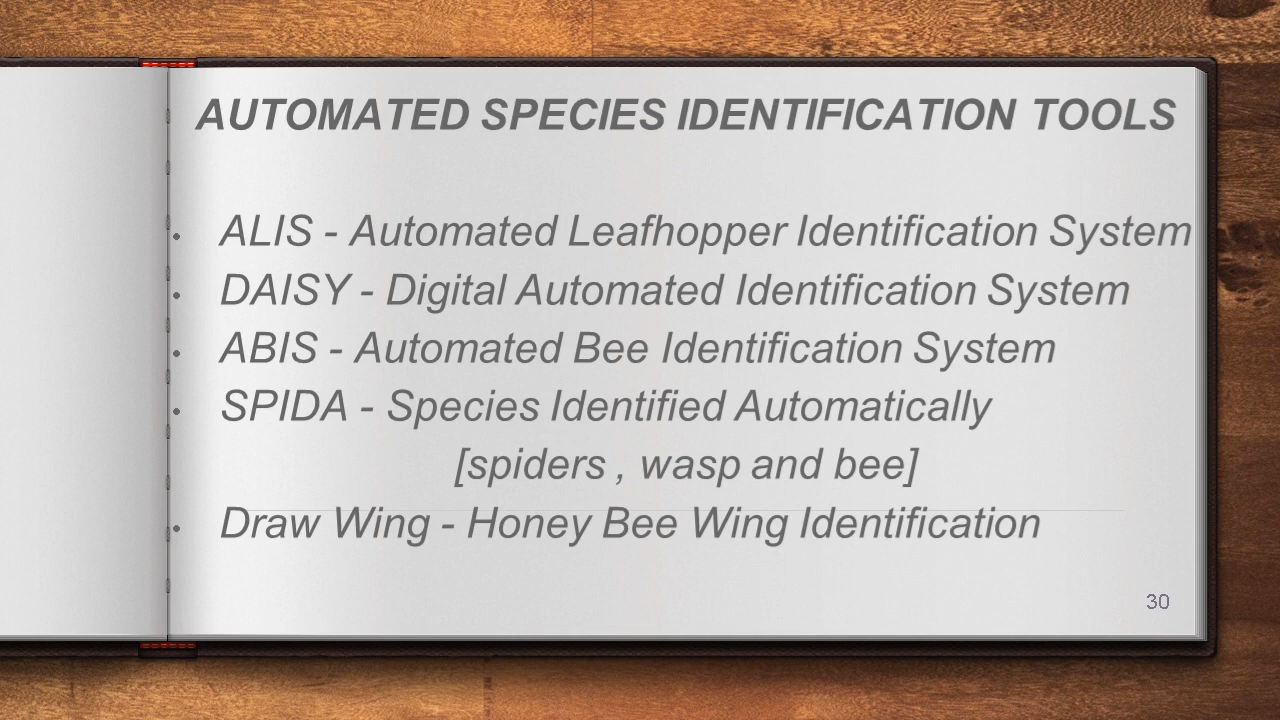 AUTOMATED SPECIES IDENTIFICATION TOOLS
• ALIS - Automated Leafhopper Identification System
• DAISY - Digital Automated Identification System
• ABIS - Automated Bee Identification System
• SPIDA - Species Identified Automatically
[spiders , wasp and bee]
• Draw Wing - Honey Bee Wing Identification
30